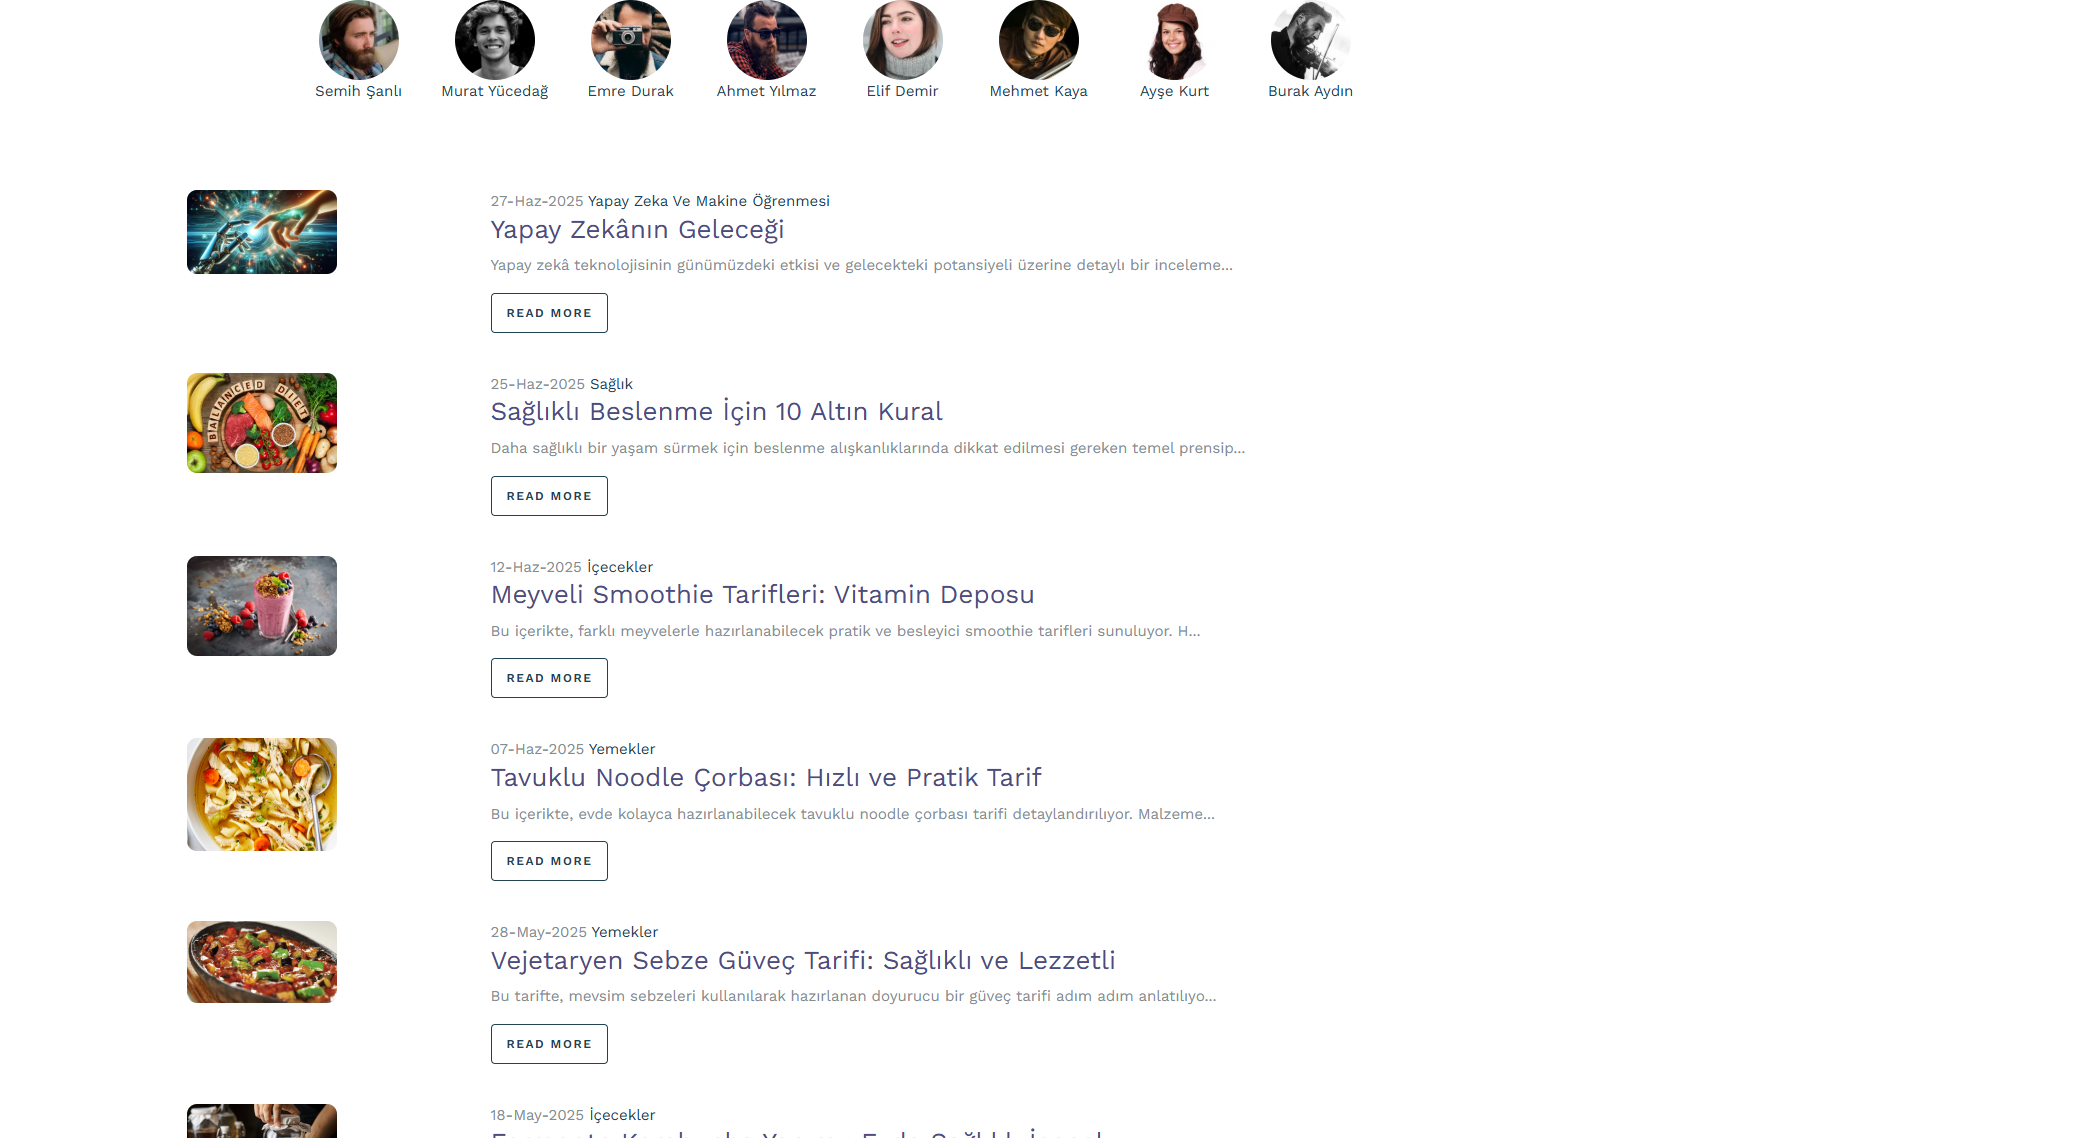 Semih Şanlı
Murat Yücedağ
Emre Durak
Ahmet Yılmaz
Elif Demir
Mehmet Kaya
Ayşe Kurt
Burak Aydın
27-Haz-2025 Yapay Zeka Ve Makine Öğrenmesi
Yapay Zekânın Geleceği
Yapay zekâ teknolojisinin günümüzdeki etkisi ve gelecekteki potansiyeli üzerine detaylı bir inceleme...
READ MORE
BALANCED DIET
25-Haz-2025 Sağlık
Sağlıklı Beslenme İçin 10 Altın Kural
Daha sağlıklı bir yaşam sürmek için beslenme alışkanlıklarında dikkat edilmesi gereken temel prensip...
READ MORE
12-Haz-2025 İçecekler
Meyveli Smoothie Tarifleri: Vitamin Deposu
Bu içerikte, farklı meyvelerle hazırlanabilecek pratik ve besleyici smoothie tarifleri sunuluyor. H...
READ MORE
07-Haz-2025 Yemekler
Tavuklu Noodle Çorbası: Hızlı ve Pratik Tarif
Bu içerikte, evde kolayca hazırlanabilecek tavuklu noodle çorbası tarifi detaylandırılıyor. Malzeme...
READ MORE
28-May-2025 Yemekler
Vejetaryen Sebze Güveç Tarifi: Sağlıklı ve Lezzetli
Bu tarifte, mevsim sebzeleri kullanılarak hazırlanan doyurucu bir güveç tarifi adım adım anlatılıyo...
READ MORE
18-May-2025 İçecekler